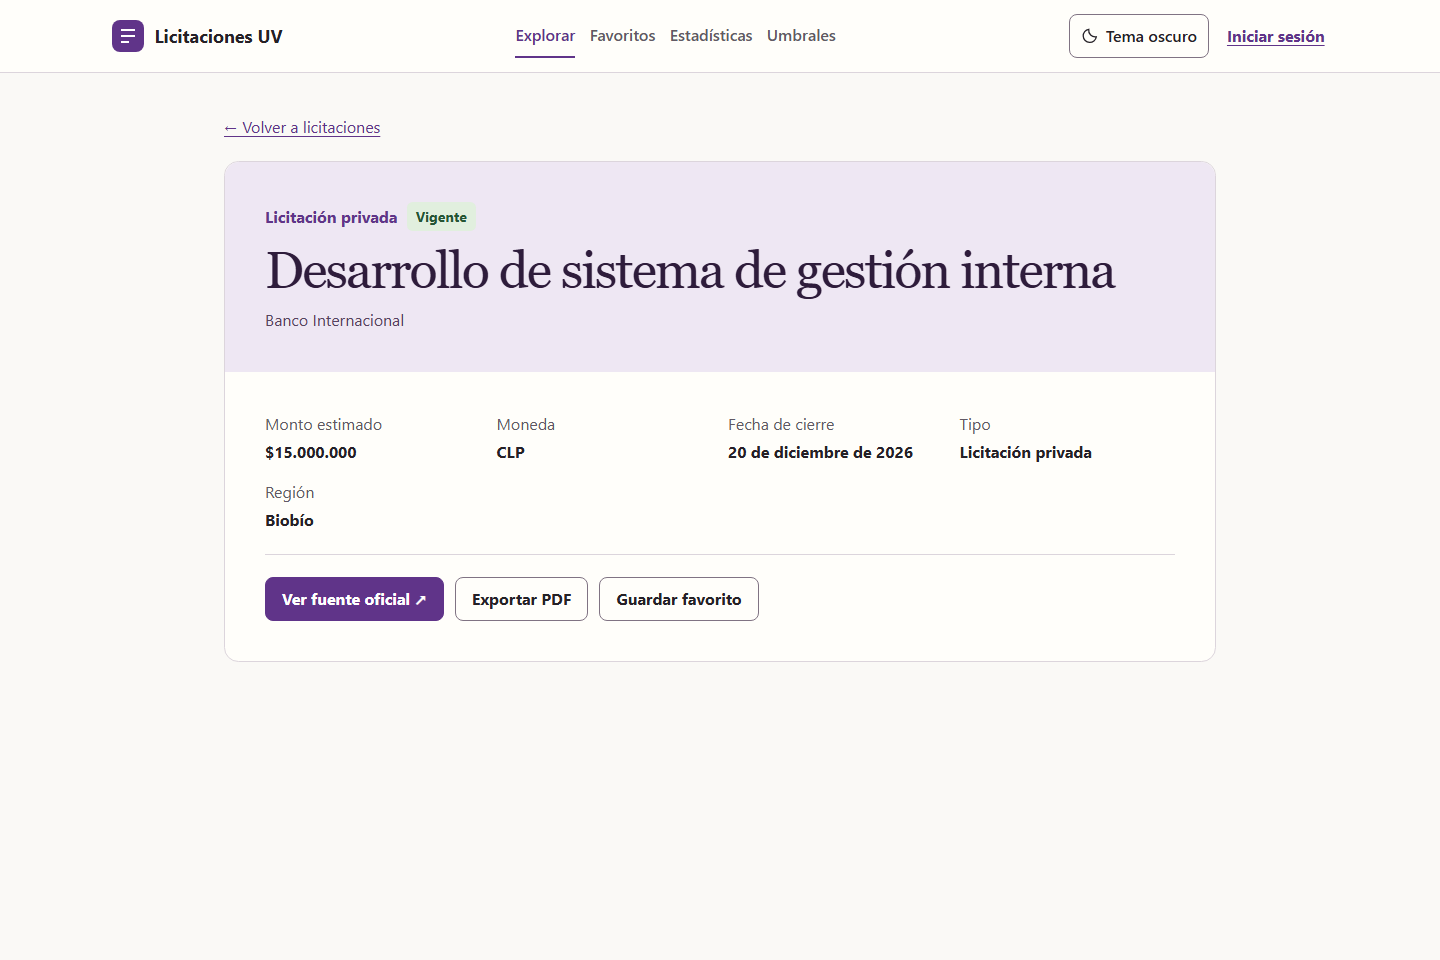 Licitaciones UV
Explorar Favoritos Estadísticas Umbrales
Tema oscuro
Iniciar sesión
← Volver a licitaciones
Licitación privada Vigente
Desarrollo de sistema de gestión interna
Banco Internacional
Monto estimado Moneda Fecha de cierre Tipo
$15.000.000 CLP 20 de diciembre de 2026 Licitación privada
Región
Biobío
Ver fuente oficial ↗ Exportar PDF Guardar favorito